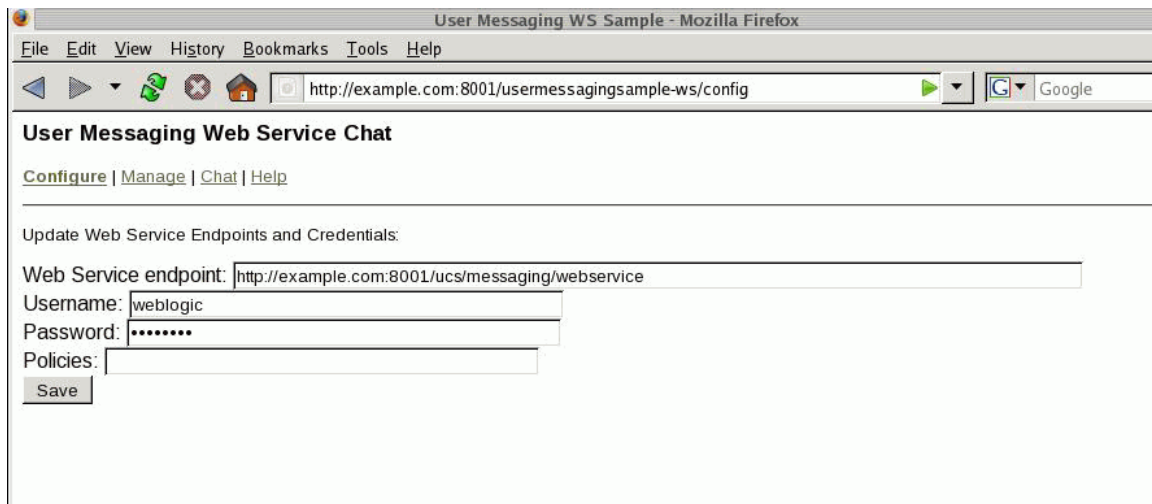 User Messaging WS Sample - Mozilla Firefox
File Edit View History Bookmarks Tools Help
http://example.com:8001/usermessagingsample-ws/config
G Google
User Messaging Web Service Chat
Configure | Manage | Chat | Help
Update Web Service Endpoints and Credentials:
Web Service endpoint: http://example.com:8001/ucs/messaging/webservice
Username: weblogic
Password: ••••••••
Policies:
Save